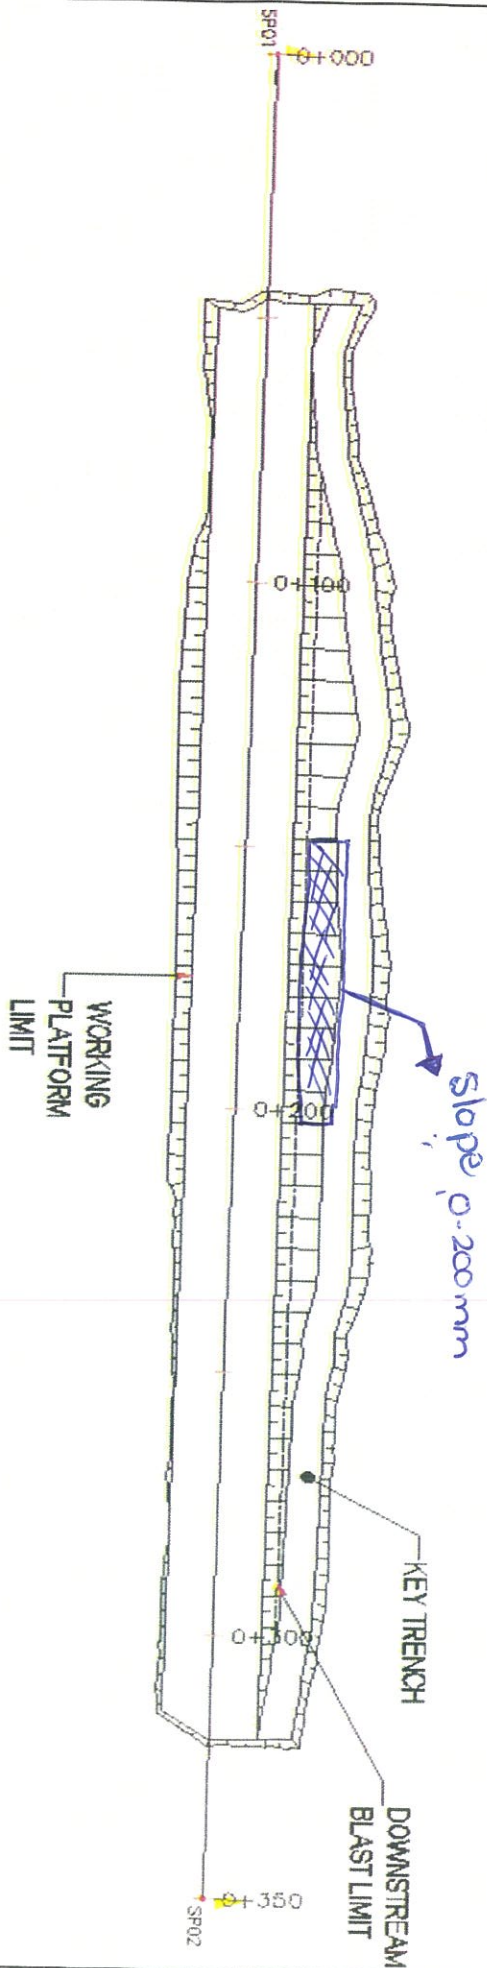 SP01
0+000
0+100
Slope, 0-200mm
WORKING
PLATFORM
LIMIT
0+200
KEY TRENCH
0+300
DOWNSTREAM
BLAST LIMIT
0+350
SP02